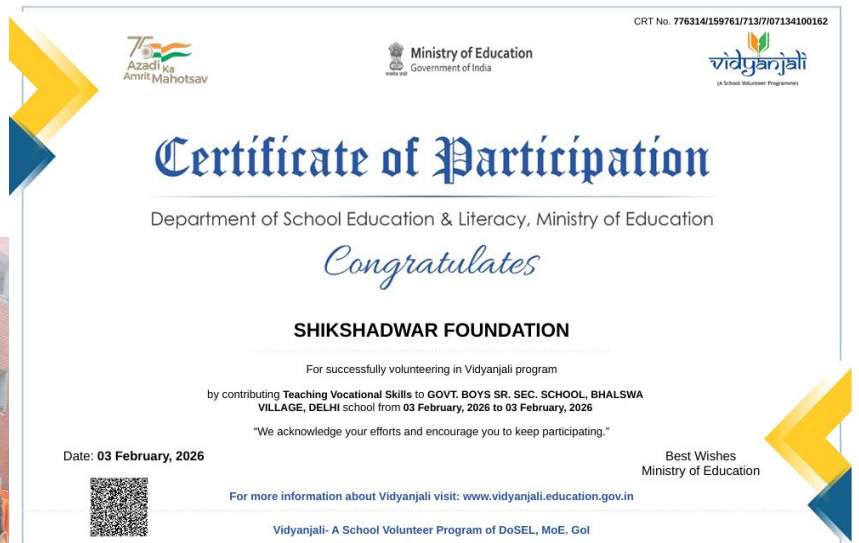 CRT No. 776314/159761/713/7/07134100162
75
Azadi Ka
Amrit Mahotsav
Ministry of Education
Government of India
vidyanjali
(A School Volunteer Programme)
Certificate of Participation
Department of School Education & Literacy, Ministry of Education
Congratulates
SHIKSHADWAR FOUNDATION
For successfully volunteering in Vidyanjali program
by contributing Teaching Vocational Skills to GOVT. BOYS SR. SEC. SCHOOL, BHALSWA
VILLAGE, DELHI school from 03 February, 2026 to 03 February, 2026
“We acknowledge your efforts and encourage you to keep participating.”
Date: 03 February, 2026
Best Wishes
Ministry of Education
For more information about Vidyanjali visit: www.vidyanjali.education.gov.in
Vidyanjali- A School Volunteer Program of DoSEL, MoE. GoI